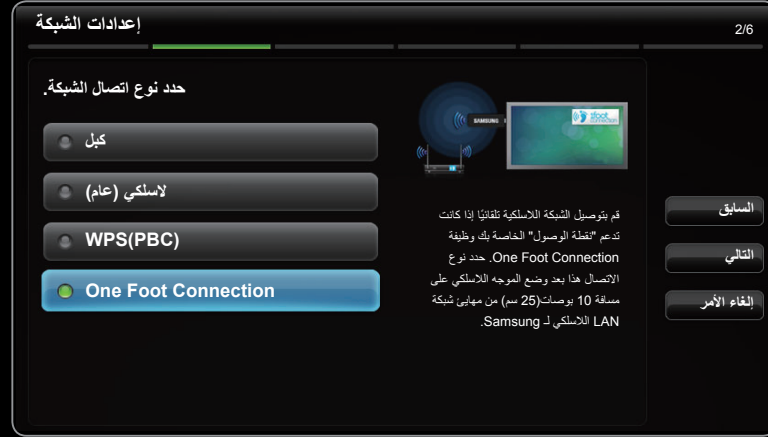 إعدادات الشبكة
2/6
حدد نوع اتصال الشبكة.
كبل
لاسلكي (عام)
WPS(PBC)
One Foot Connection
SAMSUNG
قم بتوصيل الشبكة اللاسلكية تلقائيًا إذا كانت
تدعم "نقطة الوصول" الخاصة بك وظيفة
One Foot Connection. حدد نوع
الاتصال هذا بعد وضع الموجه اللاسلكي على
مسافة 10 بوصات(25 سم) من مهايئ شبكة
LAN اللاسلكي لـ Samsung.
السابق
التالي
إلغاء الأمر